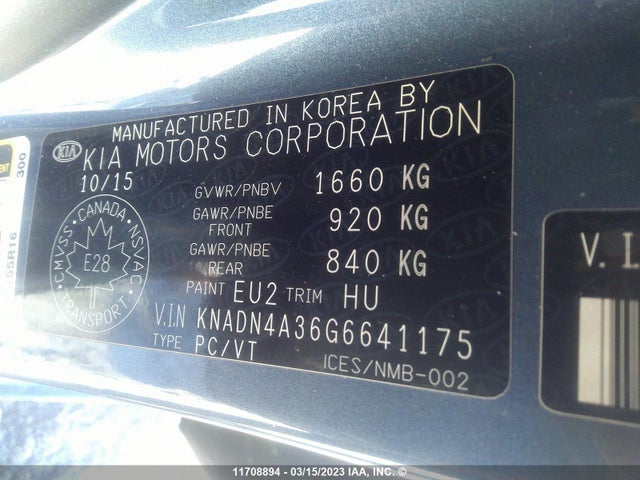 MANUFACTURED IN KOREA BY
KIA KIA MOTORS CORPORATION
10/15
GVWR/PNBV 1660 KG
GAWR/PNBE FRONT 920 KG
GAWR/PNBE REAR 840 KG
PAINT EU2 TRIM HU
V.I.N KNADN4A36G6641175
TYPE PC/VT
ICES/NMB-002
CANADA
CMVSS NSVAC
E28
TRANSPORT
300
55R16
V. I.
11708894 - 03/15/2023 IAA, INC. ©